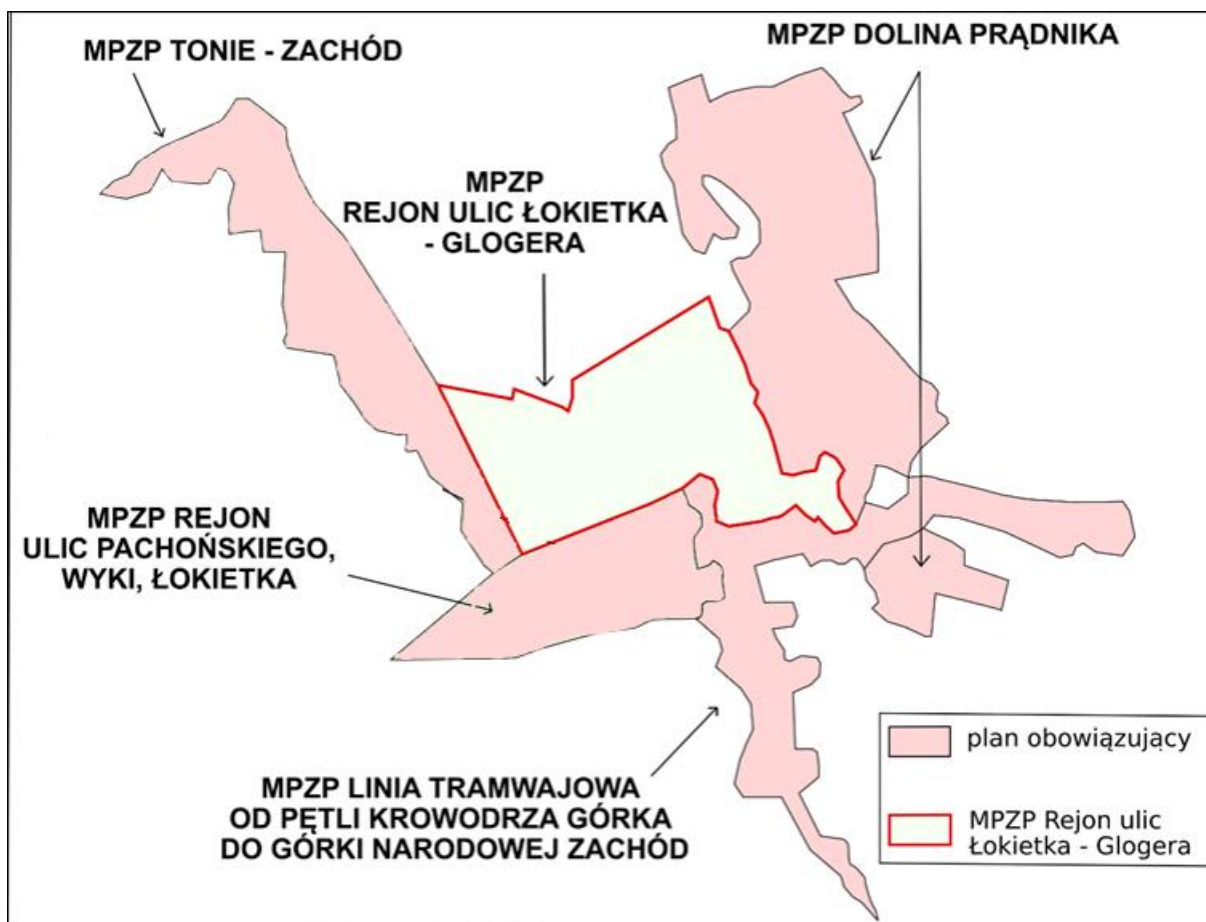 MPZP TONIE - ZACHÓD
MPZP DOLINA PRĄDNIKA
MPZP
REJON ULIC ŁOKIETKA
- GLOGERA
MPZP REJON
ULIC PACHOŃSKIEGO,
WYKI, ŁOKIETKA
MPZP LINIA TRAMWAJOWA
OD PĘTLI KROWODRZA GÓRKA
DO GÓRKI NARODOWEJ ZACHÓD
plan obowiązujący
MPZP Rejon ulic
Łokietka - Glogera